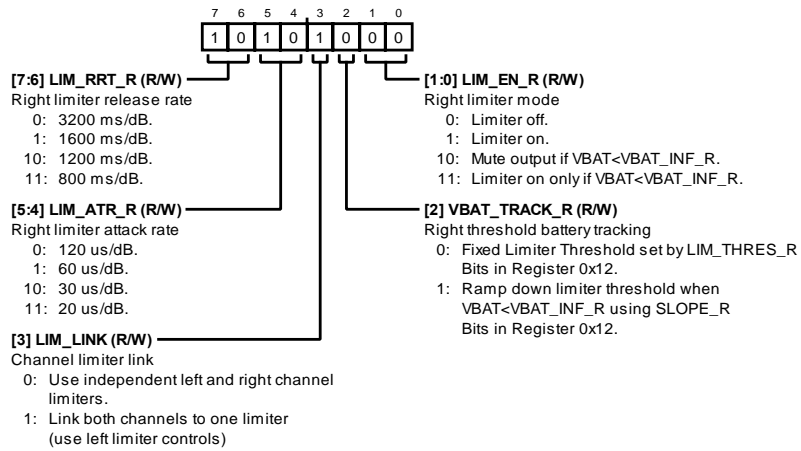 7 6 5 4 3 2 1 0
1 0 1 0 1 0 0 0
[7:6] LIM_RRT_R (R/W)
Right limiter release rate
0: 3200 ms/dB.
1: 1600 ms/dB.
10: 1200 ms/dB.
11: 800 ms/dB.
[5:4] LIM_ATR_R (R/W)
Right limiter attack rate
0: 120 us/dB.
1: 60 us/dB.
10: 30 us/dB.
11: 20 us/dB.
[3] LIM_LINK (R/W)
Channel limiter link
0: Use independent left and right channel
limiters.
1: Link both channels to one limiter
(use left limiter controls)
[1:0] LIM_EN_R (R/W)
Right limiter mode
0: Limiter off.
1: Limiter on.
10: Mute output if VBAT<VBAT_INF_R.
11: Limiter on only if VBAT<VBAT_INF_R.
[2] VBAT_TRACK_R (R/W)
Right threshold battery tracking
0: Fixed Limiter Threshold set by LIM_THRES_R
Bits in Register 0x12.
1: Ramp down limiter threshold when
VBAT<VBAT_INF_R using SLOPE_R
Bits in Register 0x12.